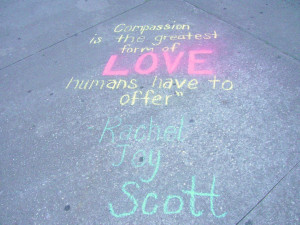 "Compassion
is the greatest
form of
LOVE
humans have to
offer"
Rachel
Joy
Scott